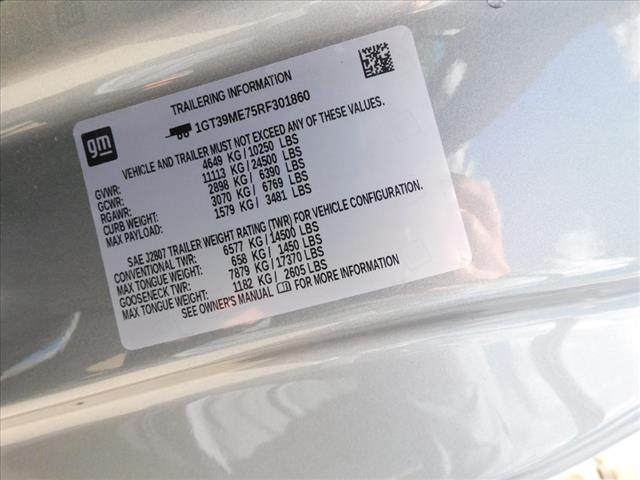 TRAILERING INFORMATION
1GT39ME75RF301860
gm
VEHICLE AND TRAILER MUST NOT EXCEED ANY OF THESE VALUES.
GVWR: 4649 KG/10250 LBS
GCWR: 11113 KG/24500 LBS
RGAWR: 2898 KG/ 6390 LBS
CURB WEIGHT: 3070 KG/ 6769 LBS
MAX PAYLOAD: 1579 KG/ 3481 LBS
SAE J2807 TRAILER WEIGHT RATING (TWR) FOR VEHICLE CONFIGURATION.
CONVENTIONAL TWR: 6577 KG/ 14500 LBS
MAX TONGUE WEIGHT: 658 KG/ 1450 LBS
GOOSENECK TWR: 7879 KG/ 17370 LBS
MAX TONGUE WEIGHT: 1182 KG/ 2605 LBS
SEE OWNER'S MANUAL FOR MORE INFORMATION